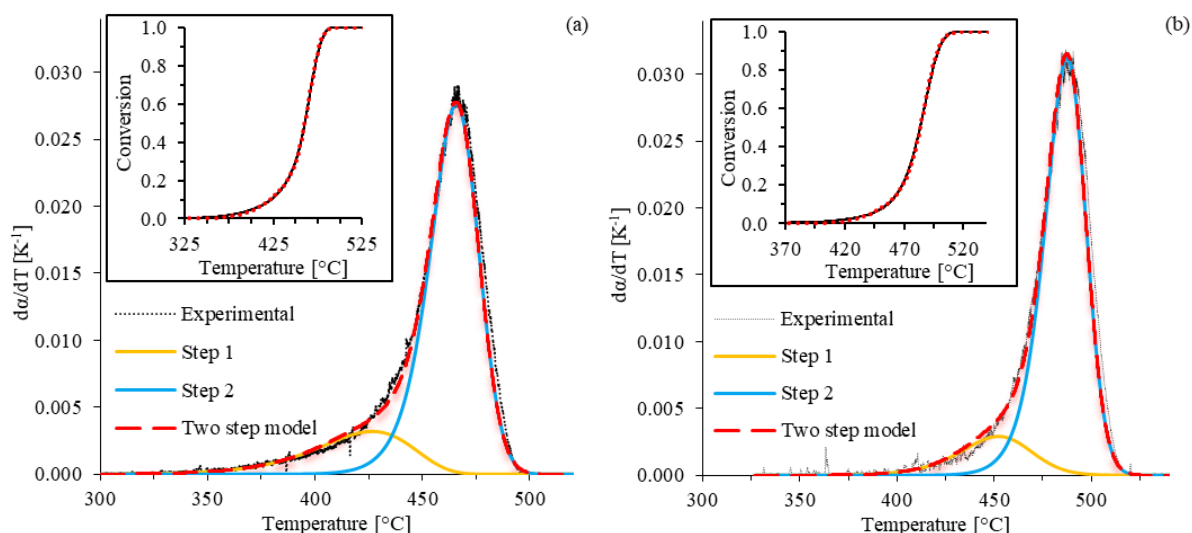 (a)
dα/dT [K⁻¹]
0.030
0.025
0.020
0.015
0.010
0.005
0.000
300
350
400
450
500
Temperature [°C]
Conversion
1.0
0.8
0.6
0.4
0.2
0.0
325
425
525
Temperature [°C]
Experimental
Step 1
Step 2
Two step model
(b)
dα/dT [K⁻¹]
0.030
0.025
0.020
0.015
0.010
0.005
0.000
300
350
400
450
500
Temperature [°C]
Conversion
1.0
0.8
0.6
0.4
0.2
0.0
370
420
470
520
Temperature [°C]
Experimental
Step 1
Step 2
Two step model